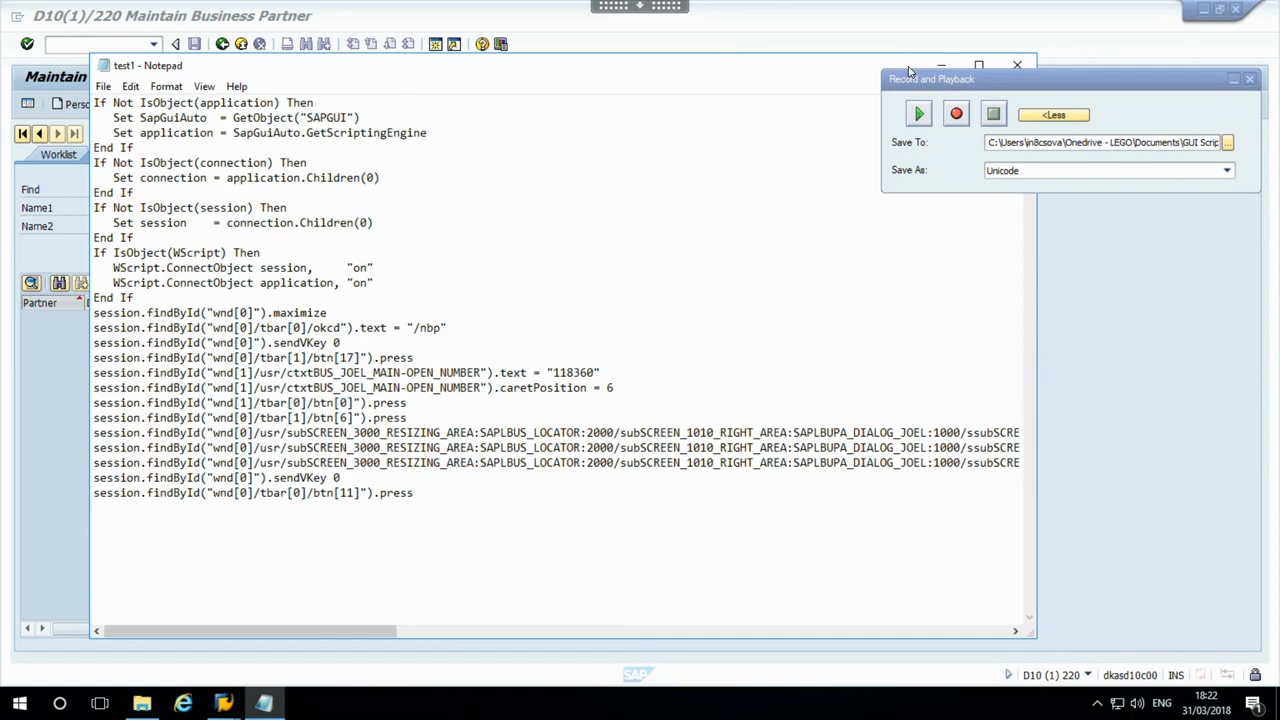 D10(1)/220 Maintain Business Partner
test1 - Notepad
Record and Playback
Maintain
File Edit Format View Help
If Not IsObject(application) Then
Perso
Set SapGuiAuto  = GetObject("SAPGUI")
<Less
Set application = SapGuiAuto.GetScriptingEngine
End If
Save To:
C:\Users\in8csova\Onedrive - LEGO\Documents\GUI Scrip
...
Worklist
If Not IsObject(connection) Then
Save As:
Unicode
Set connection = application.Children(0)
Find
End If
Name1
If Not IsObject(session) Then
Name2
Set session    = connection.Children(0)
End If
If IsObject(WScript) Then
WScript.ConnectObject session,     "on"
WScript.ConnectObject application, "on"
Partner
End If
session.findById("wnd[0]").maximize
session.findById("wnd[0]/tbar[0]/okcd").text = "/nbp"
session.findById("wnd[0]").sendVKey 0
session.findById("wnd[0]/tbar[1]/btn[17]").press
session.findById("wnd[1]/usr/ctxtBUS_JOEL_MAIN-OPEN_NUMBER").text = "118360"
session.findById("wnd[1]/usr/ctxtBUS_JOEL_MAIN-OPEN_NUMBER").caretPosition = 6
session.findById("wnd[1]/tbar[0]/btn[0]").press
session.findById("wnd[0]/tbar[1]/btn[6]").press
session.findById("wnd[0]/usr/subSCREEN_3000_RESIZING_AREA:SAPLBUS_LOCATOR:2000/subSCREEN_1010_RIGHT_AREA:SAPLBUPA_DIALOG_JOEL:1000/ssubSCRE
session.findById("wnd[0]/usr/subSCREEN_3000_RESIZING_AREA:SAPLBUS_LOCATOR:2000/subSCREEN_1010_RIGHT_AREA:SAPLBUPA_DIALOG_JOEL:1000/ssubSCRE
session.findById("wnd[0]/usr/subSCREEN_3000_RESIZING_AREA:SAPLBUS_LOCATOR:2000/subSCREEN_1010_RIGHT_AREA:SAPLBUPA_DIALOG_JOEL:1000/ssubSCRE
session.findById("wnd[0]").sendVKey 0
session.findById("wnd[0]/tbar[0]/btn[11]").press
SAP
D10 (1) 220
dkasd10c00
INS
ENG
18:22
31/03/2018
1